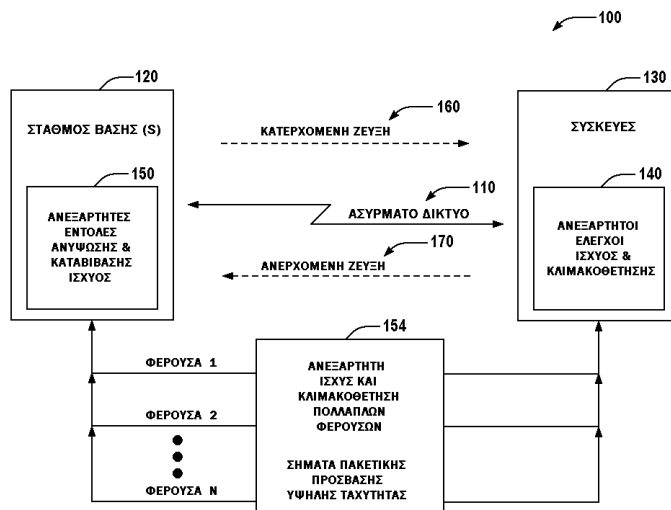 100
120
130
ΣΤΑΘΜΟΣ ΒΑΣΗΣ (S)
160
ΚΑΤΕΡΧΟΜΕΝΗ ΖΕΥΞΗ
ΣΥΣΚΕΥΕΣ
150
ΑΝΕΞΑΡΤΗΤΕΣ
ΕΝΤΟΛΕΣ
ΑΝΥΨΩΣΗΣ &
ΚΑΤΑΒΙΒΑΣΗΣ
ΙΣΧΥΟΣ
110
ΑΣΥΡΜΑΤΟ ΔΙΚΤΥΟ
170
ΑΝΕΡΧΟΜΕΝΗ ΖΕΥΞΗ
140
ΑΝΕΞΑΡΤΗΤΟΙ
ΕΛΕΓΧΟΙ
ΙΣΧΥΟΣ &
ΚΛΙΜΑΚΟΘΕΤΗΣΗΣ
154
ΦΕΡΟΥΣΑ 1
ΦΕΡΟΥΣΑ 2
ΦΕΡΟΥΣΑ N
ΑΝΕΞΑΡΤΗΤΗ
ΙΣΧΥΣ ΚΑΙ
ΚΛΙΜΑΚΟΘΕΤΗΣΗ
ΠΟΛΛΑΠΛΩΝ
ΦΕΡΟΥΣΩΝ
ΣΗΜΑΤΑ ΠΑΚΕΤΙΚΗΣ
ΠΡΟΣΒΑΣΗΣ
ΥΨΗΛΗΣ ΤΑΧΥΤΗΤΑΣ